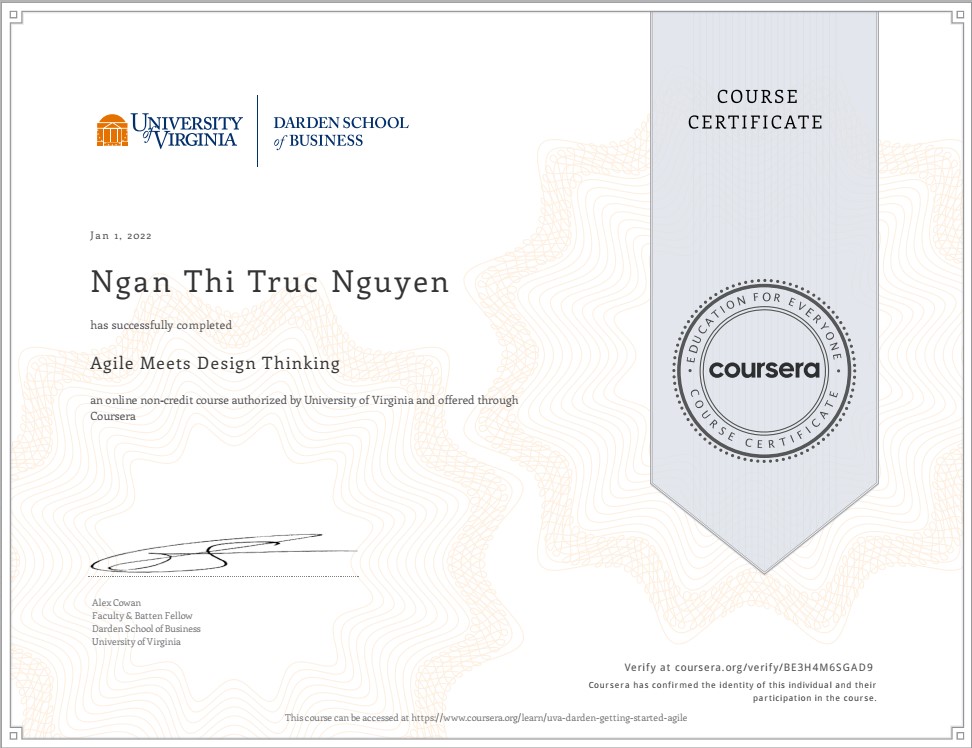 UNIVERSITY
of VIRGINIA
DARDEN SCHOOL
of BUSINESS
COURSE
CERTIFICATE
Jan 1, 2022
Ngan Thi Truc Nguyen
has successfully completed
Agile Meets Design Thinking
an online non-credit course authorized by University of Virginia and offered through
Coursera
EDUCATION FOR EVERYONE
coursera
COURSE CERTIFICATE
Alex Cowan
Faculty & Batten Fellow
Darden School of Business
University of Virginia
Verify at coursera.org/verify/BE3H4M6SGAD9
Coursera has confirmed the identity of this individual and their
participation in the course.
This course can be accessed at https://www.coursera.org/learn/uva-darden-getting-started-agile